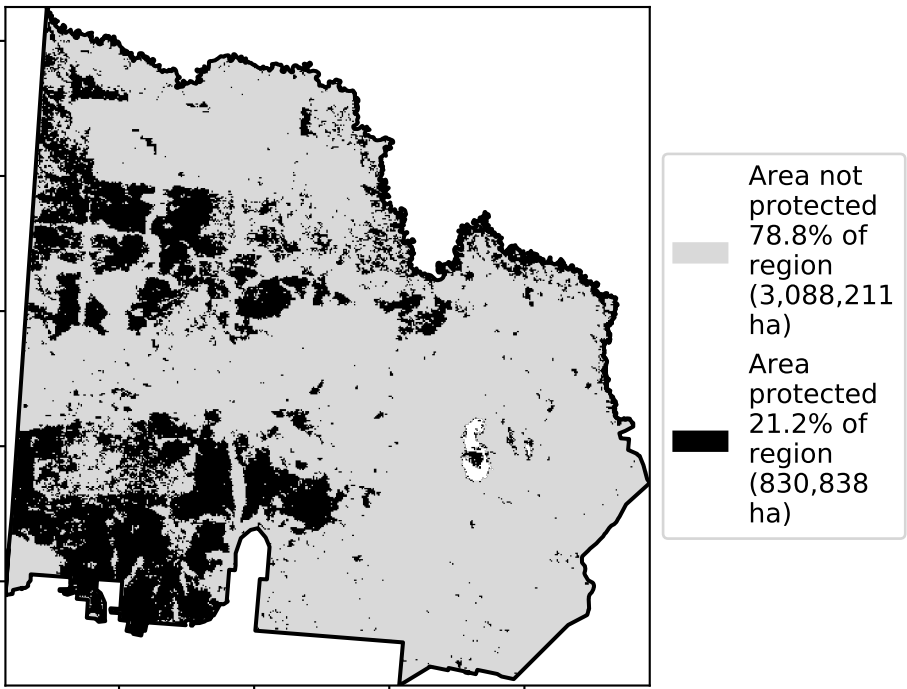 Area not
protected
78.8% of
region
(3,088,211
ha)
Area
protected
21.2% of
region
(830,838
ha)